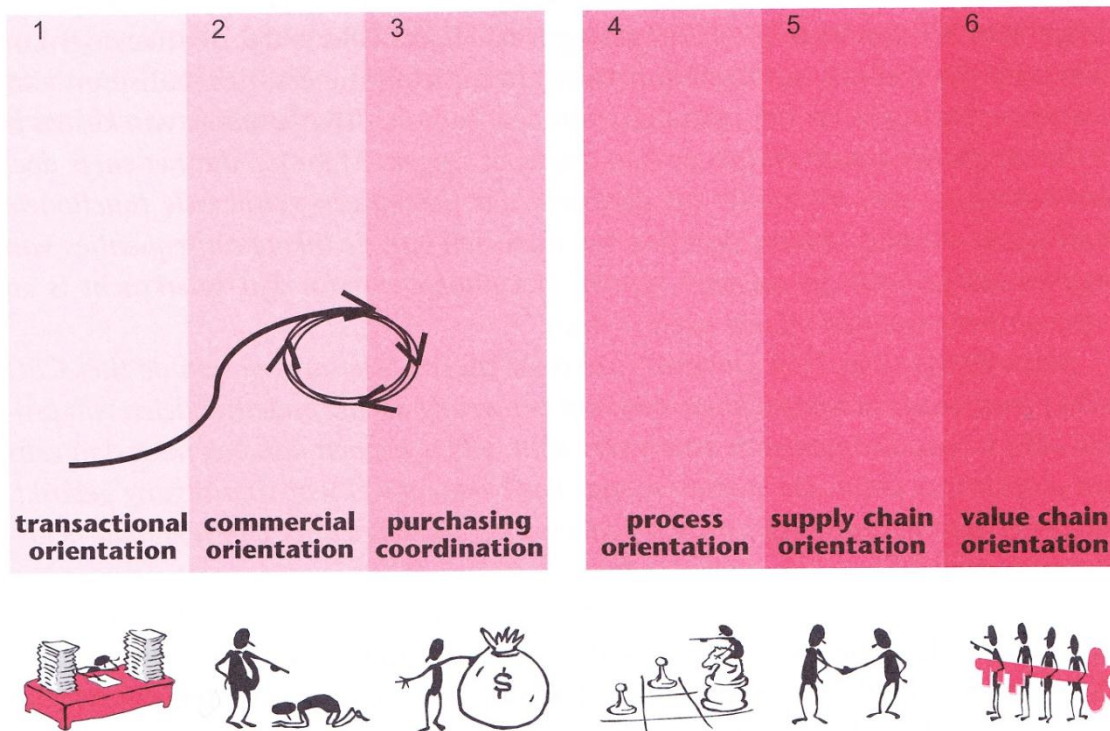 1
2
3
4
5
6
transactional
orientation
commercial
orientation
purchasing
coordination
process
orientation
supply chain
orientation
value chain
orientation
$